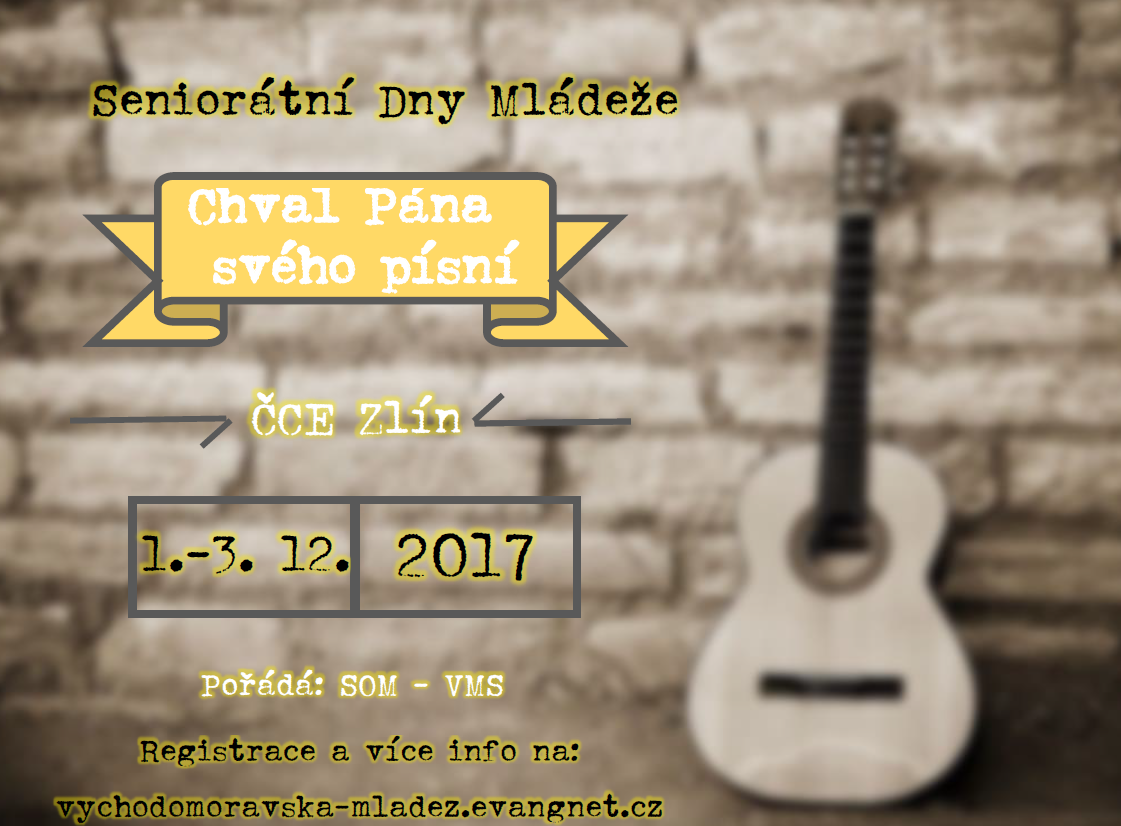 Seniorátní Dny Mládeže
Chval Pána
svého písní
ČCE Zlín
1.-3. 12. 2017
Pořádá: SOM - VMS
Registrace a více info na:
vychodomoravska-mladez.evangnet.cz